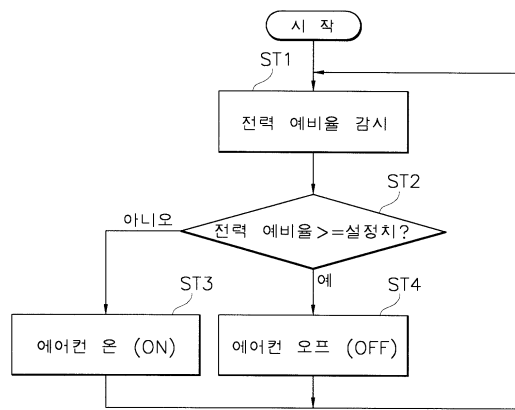 시 작
ST1
전력 예비율 감시
ST2
전력 예비율>=설정치?
아니오
예
ST3
에어컨 온 (ON)
ST4
에어컨 오프 (OFF)